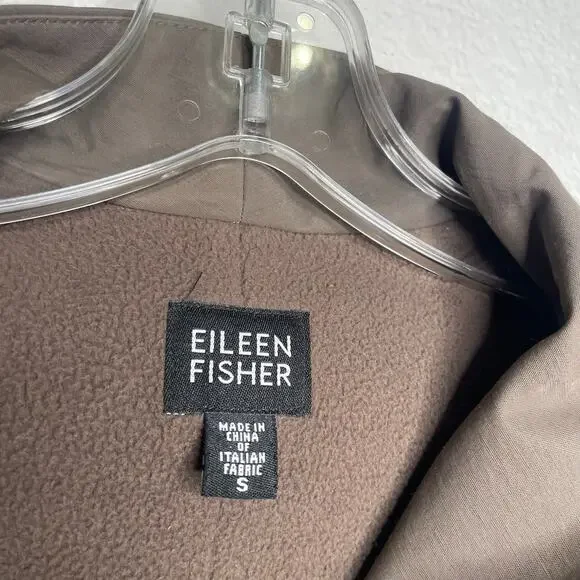 EILEEN
FISHER
MADE IN
CHINA
OF
ITALIAN
FABRIC
S